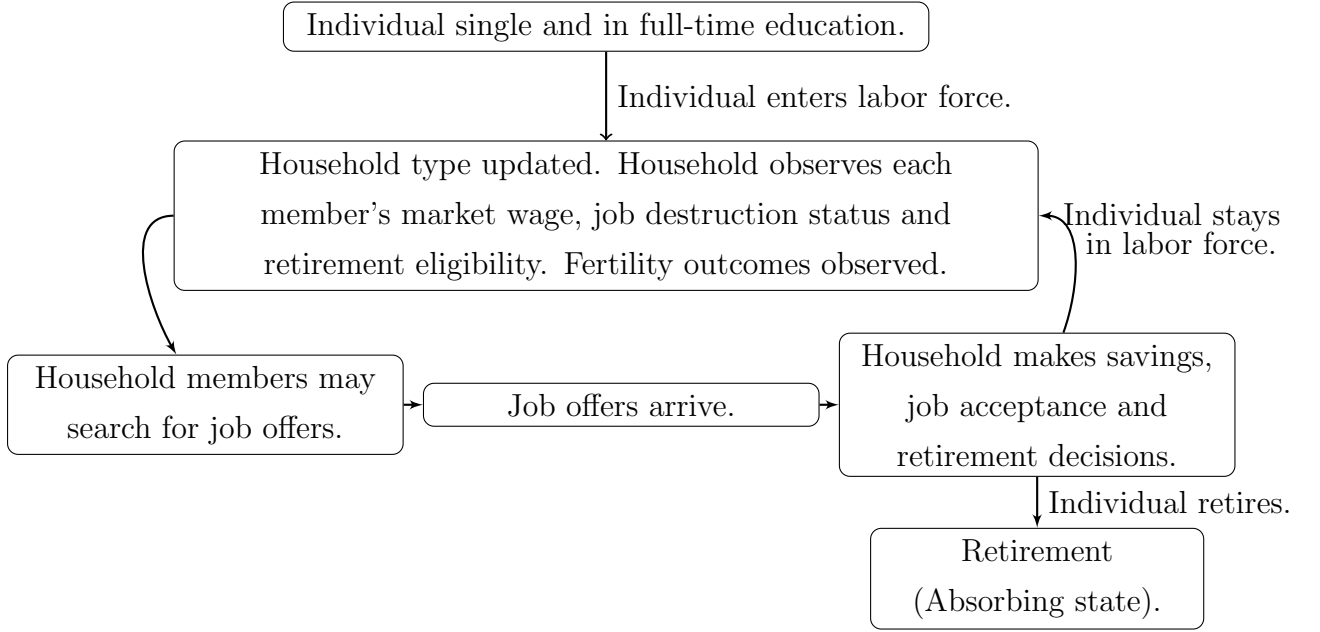 Individual single and in full-time education.
Individual enters labor force.
Household type updated. Household observes each
member's market wage, job destruction status and
retirement eligibility. Fertility outcomes observed.
Individual stays
in labor force.
Household members may
search for job offers.
Job offers arrive.
Household makes savings,
job acceptance and
retirement decisions.
Individual retires.
Retirement
(Absorbing state).